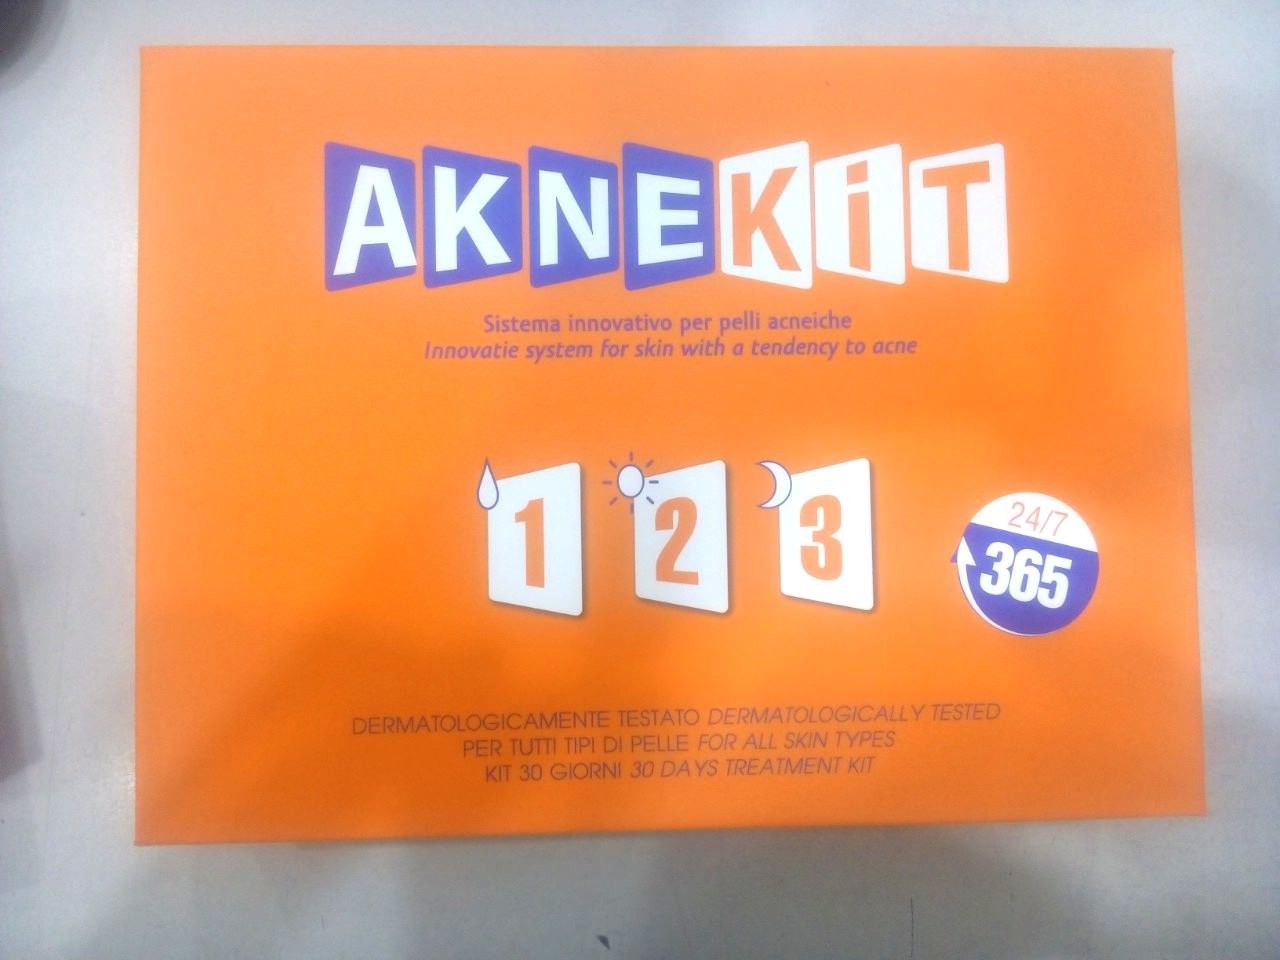 AKNEKiT
Sistema innovativo per pelli acneiche
Innovatie system for skin with a tendency to acne
1 2 3
24/7
365
DERMATOLOGICAMENTE TESTATO DERMATOLOGICALLY TESTED
PER TUTTI TIPI DI PELLE FOR ALL SKIN TYPES
KIT 30 GIORNI 30 DAYS TREATMENT KIT